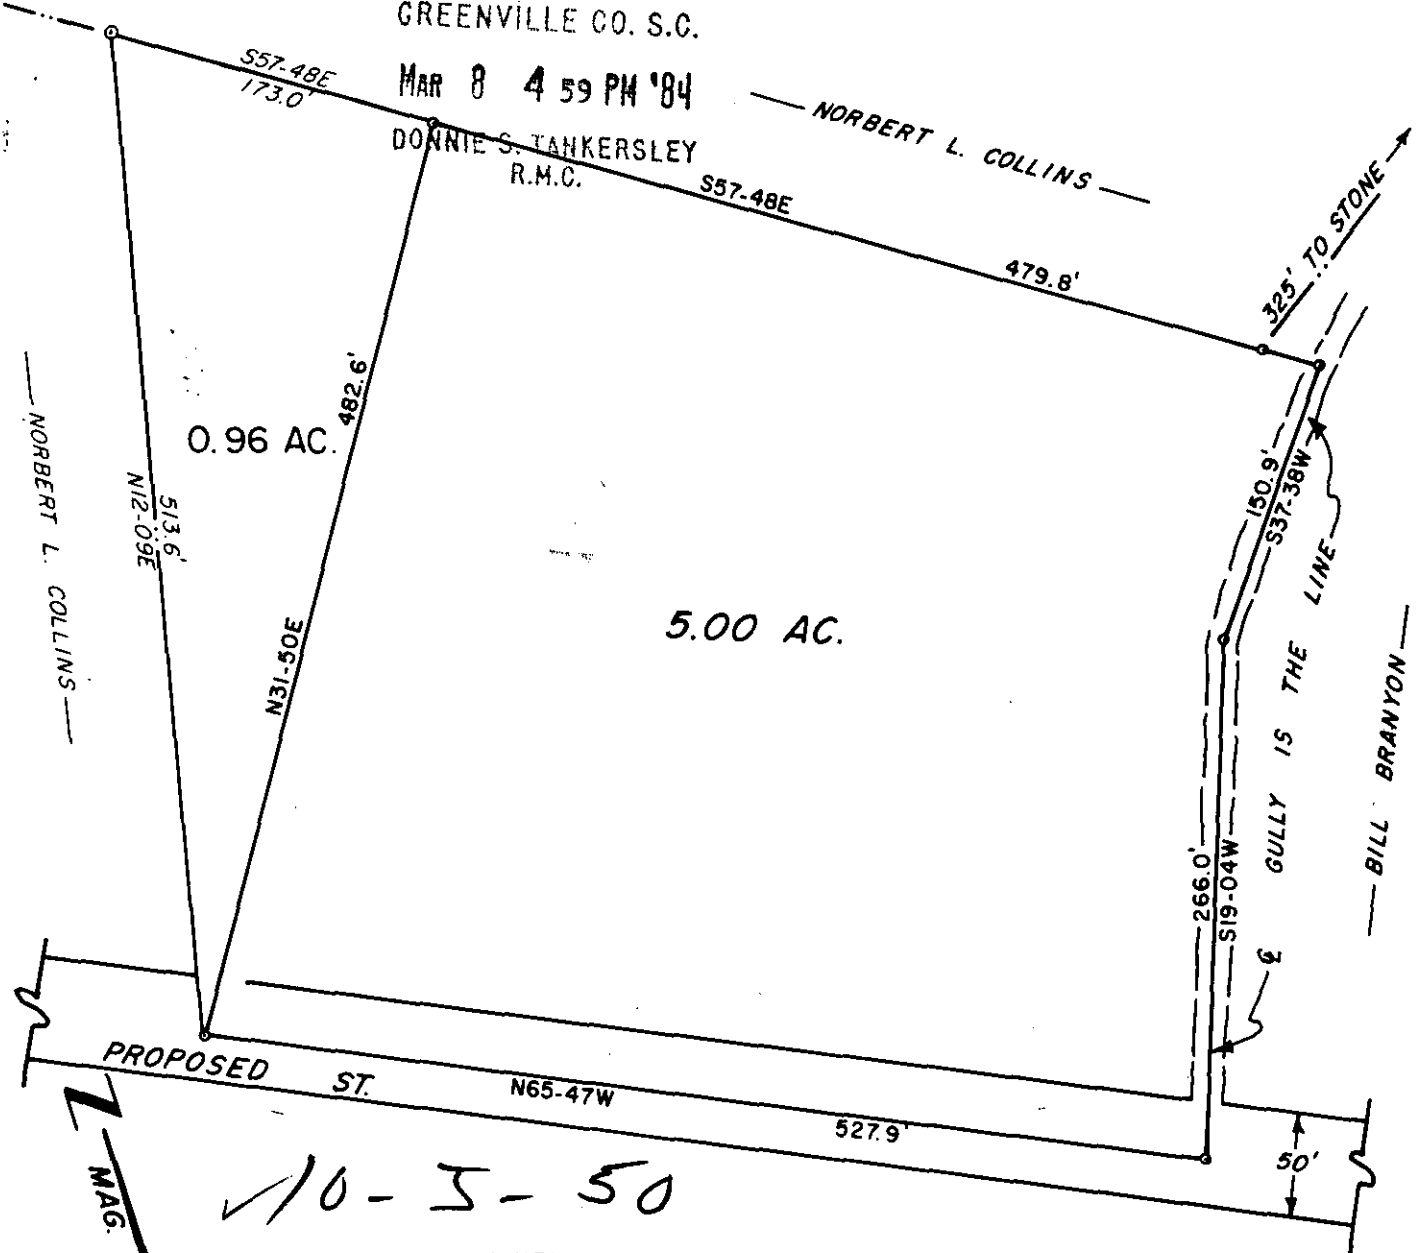 GREENVILLE CO. S.C.
MAR 8 4 59 PM '84
DONNIE S. TANKERSLEY
R.M.C.
S57-48E
173.0'
NORBERT L. COLLINS
S57-48E
479.8'
325' TO STONE
482.6'
N31-50E
0.96 AC.
NORBERT L. COLLINS
513.6'
N12-09E
5.00 AC.
150.9'
S37-38W
GULLY IS THE LINE
BILL BRANYON
266.0'
S19-04W
℄
PROPOSED ST.
N65-47W
527.9'
50'
MAG.
✓10-I-50